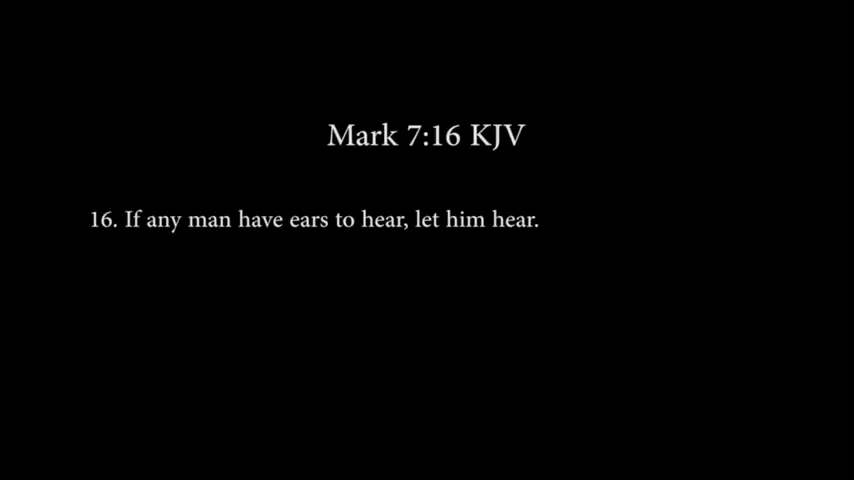 Mark 7:16 KJV
16. If any man have ears to hear, let him hear.